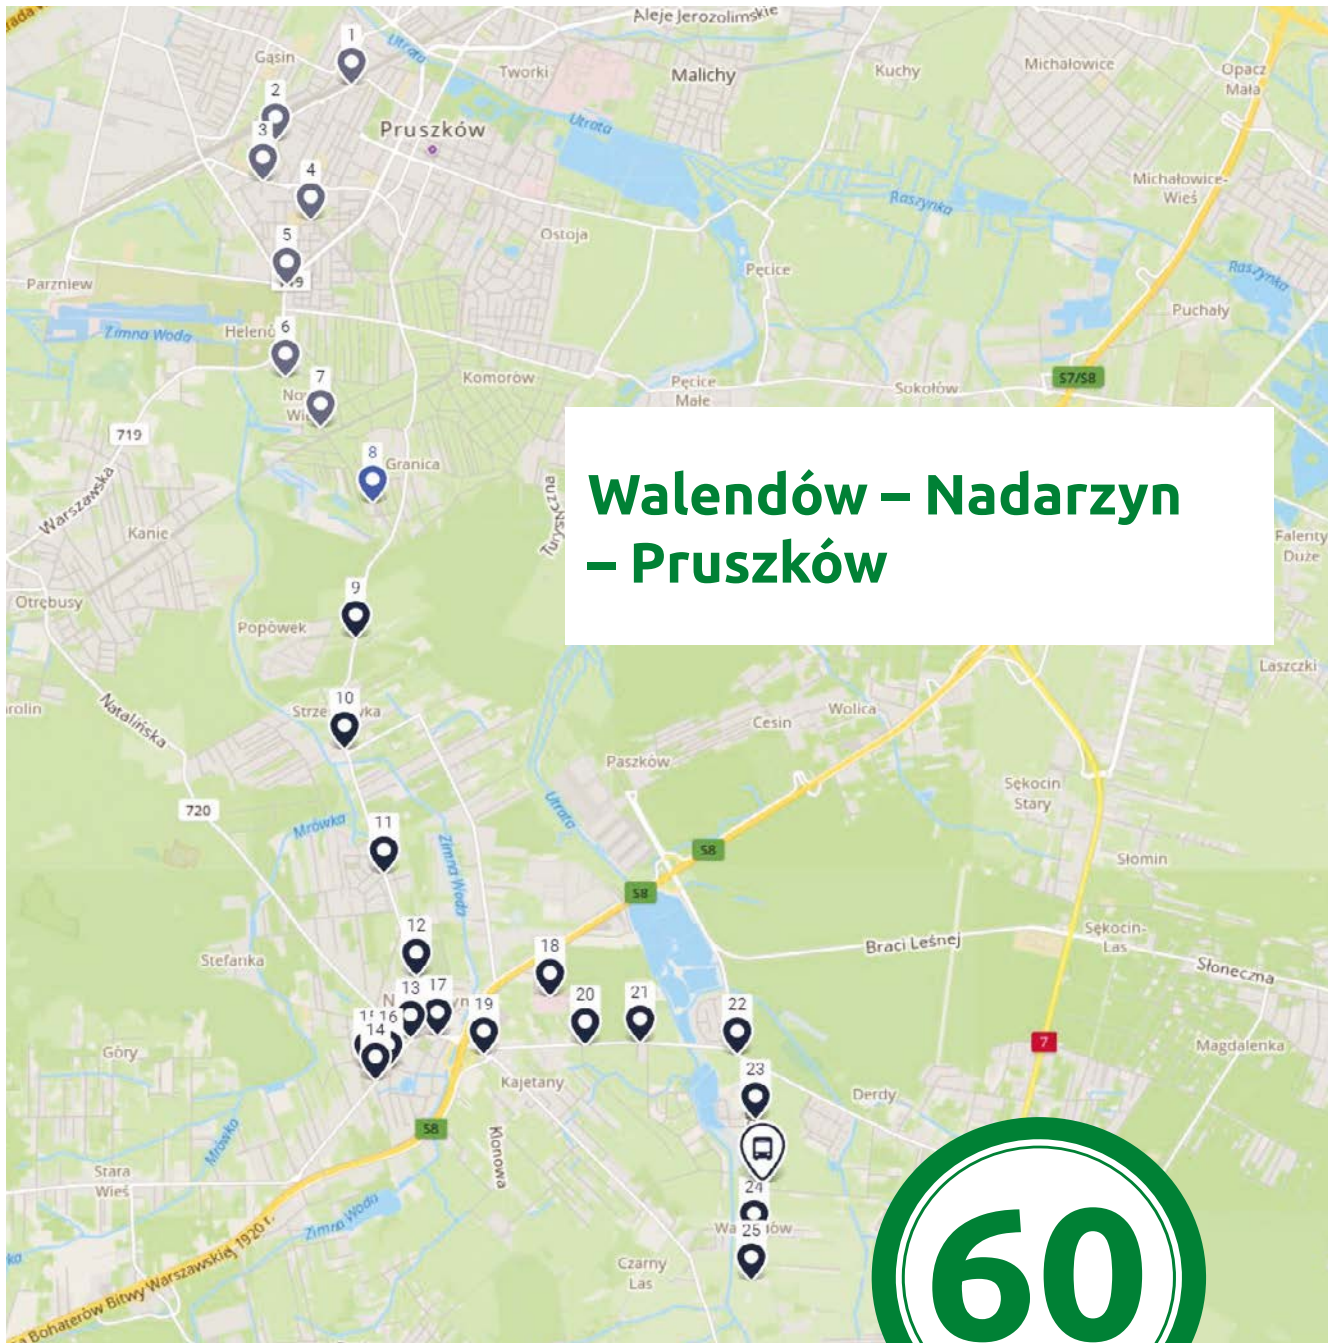 Aleje Jerozolimskie
1
Gąsin
Utrata
Tworki
Malichy
Kuchy
Michałowice
Opacz
Mała
2
3
Pruszków
Utrata
4
Michałowice-
Wieś
Raszynka
5
Ostoja
Pęcice
Raszynka
Parzniew
Puchały
Zimna Woda
6
7
Komorów
Pęcice
Małe
Sokołów
S7/S8
719
8
Granica
Warszawska
Turystyczna
Walendów – Nadarzyn
– Pruszków
Kanie
Falenty
Duże
9
Otrębusy
Popówek
Laszczki
10
Natalińska
Cesin
Wolica
Paszków
Sękocin
Stary
720
Mrówka
11
Utrata
Zimna Woda
S8
Słomin
S8
12
Sękocin-
Las
Braci Leśnej
Stefanka
18
Słoneczna
13
17
19
20
21
22
16
14
7
Góry
Magdalenka
Kajetany
23
Derdy
S8
Mrówka
Klonowa
Stara
Wieś
24
Zimna Woda
25
Czarny
Las
60
Bohaterów Bitwy Warszawskiej 1920 r.